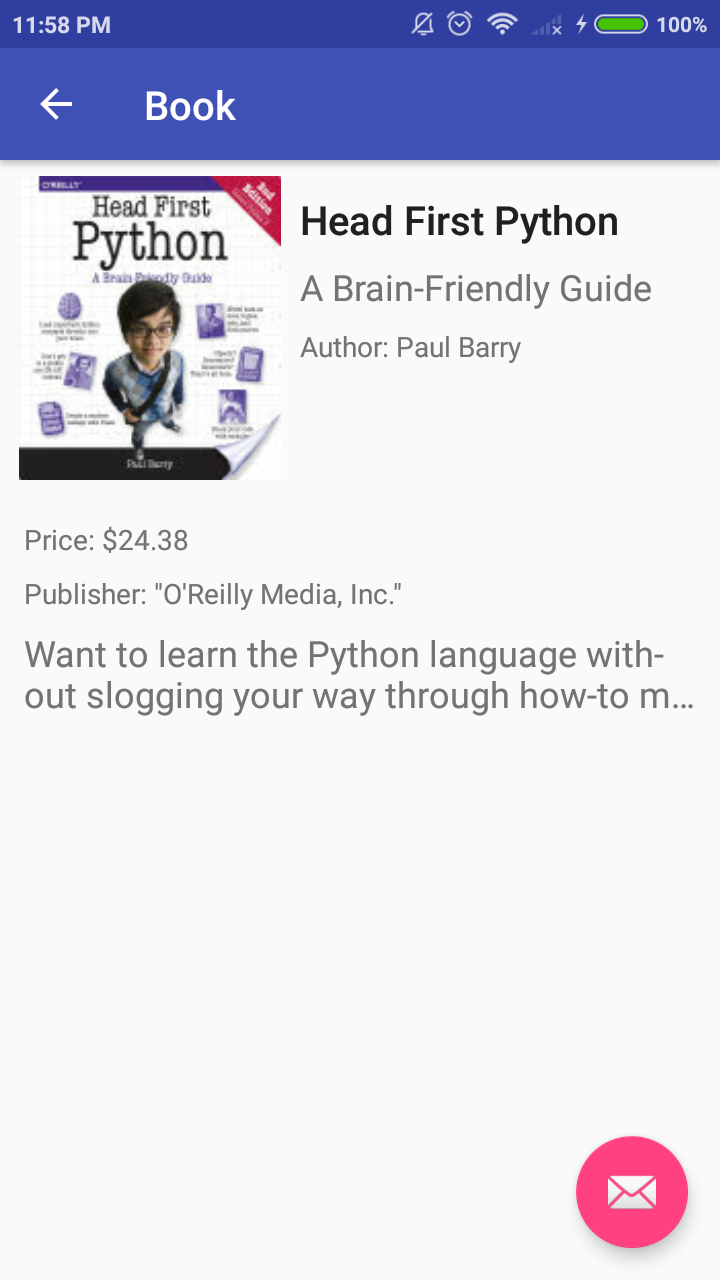 11:58 PM
100%
Book
O'REILLY
2nd
Edition
Head First
Python
A Brain-Friendly Guide
Paul Barry
Head First Python
A Brain-Friendly Guide
Author: Paul Barry
Price: $24.38
Publisher: "O'Reilly Media, Inc."
Want to learn the Python language with-
out slogging your way through how-to m...